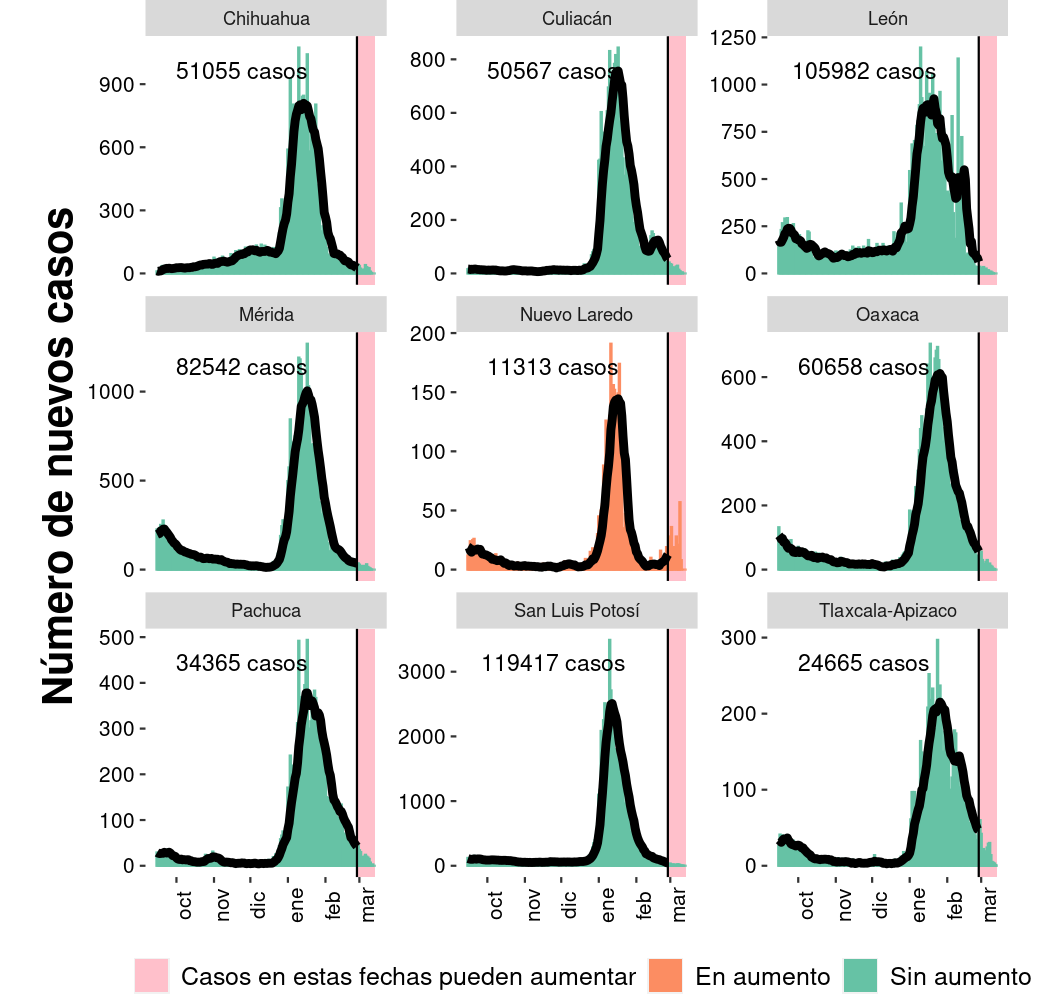 Número de nuevos casos
Chihuahua
51055 casos
900
600
300
0
Culiacán
50567 casos
800
600
400
200
0
León
105982 casos
1250
1000
750
500
250
0
Mérida
82542 casos
1000
500
0
Nuevo Laredo
11313 casos
200
150
100
50
0
Oaxaca
60658 casos
600
400
200
0
Pachuca
34365 casos
500
400
300
200
100
0
oct nov dic ene feb mar
San Luis Potosí
119417 casos
3000
2000
1000
0
oct nov dic ene feb mar
Tlaxcala-Apizaco
24665 casos
300
200
100
0
oct nov dic ene feb mar
Casos en estas fechas pueden aumentar En aumento Sin aumento